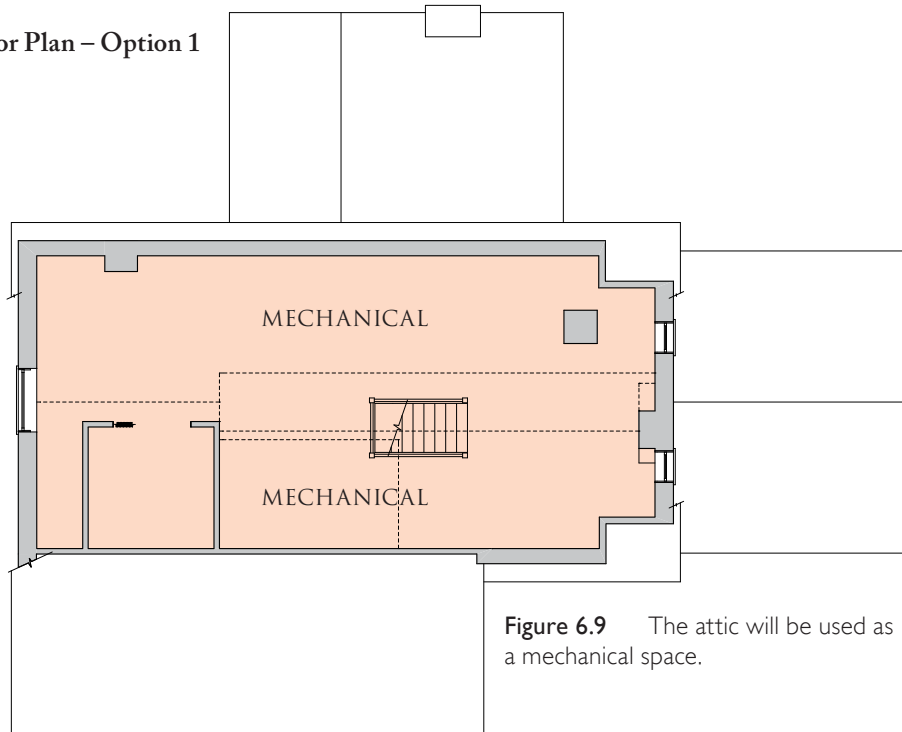 or Plan – Option 1
MECHANICAL
MECHANICAL
Figure 6.9 The attic will be used as
a mechanical space.